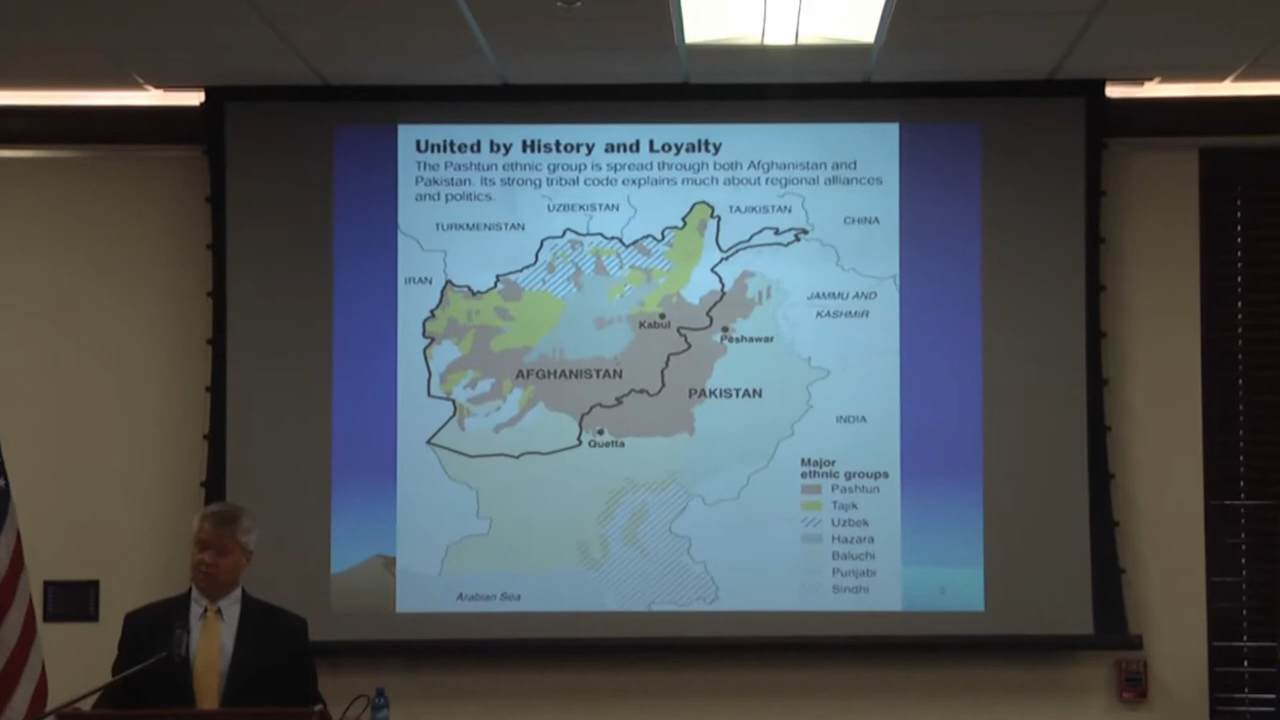 United by History and Loyalty
The Pashtun ethnic group is spread through both Afghanistan and
Pakistan. Its strong tribal code explains much about regional alliances
and politics.
UZBEKISTAN
TAJIKISTAN
CHINA
TURKMENISTAN
IRAN
JAMMU AND
KASHMIR
Kabul
Peshawar
AFGHANISTAN
PAKISTAN
INDIA
Quetta
Major
ethnic groups
Pashtun
Tajik
Uzbek
Hazara
Baluchi
Punjabi
Sindhi
Arabian Sea